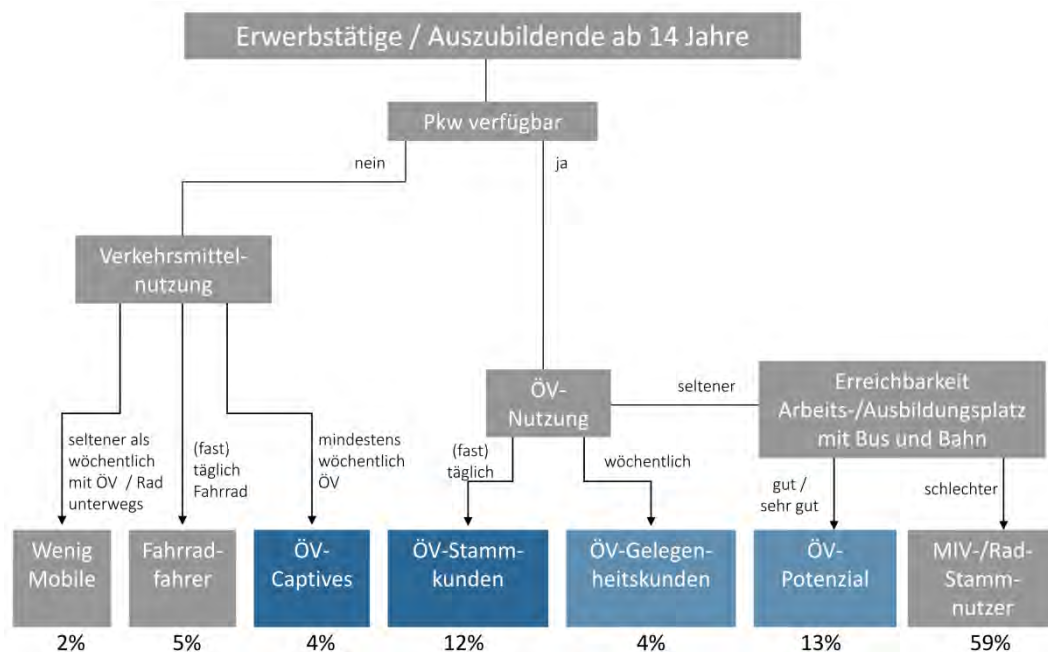 Erwerbstätige / Auszubildende ab 14 Jahre
Pkw verfügbar
nein
ja
Verkehrsmittel-
nutzung
ÖV-
Nutzung
seltener
Erreichbarkeit
Arbeits-/Ausbildungsplatz
mit Bus und Bahn
seltener als
wöchentlich
mit ÖV / Rad
unterwegs
(fast)
täglich
Fahrrad
mindestens
wöchentlich
ÖV
(fast)
täglich
wöchentlich
gut /
sehr gut
schlechter
Wenig
Mobile
Fahrrad-
fahrer
ÖV-
Captives
ÖV-Stamm-
kunden
ÖV-Gelegen-
heitskunden
ÖV-
Potenzial
MIV-/Rad-
Stamm-
nutzer
2%
5%
4%
12%
4%
13%
59%